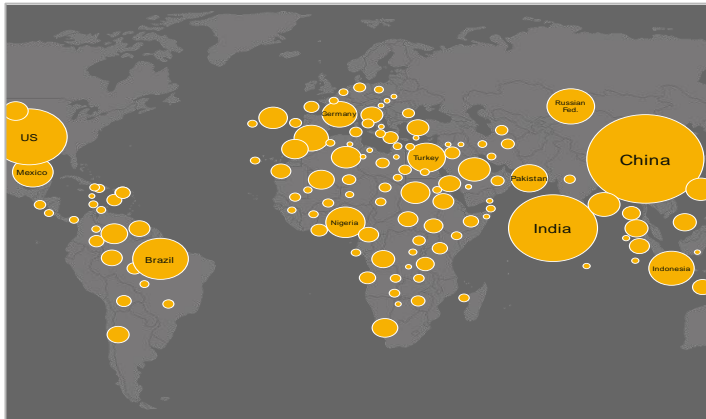 Russian
Fed.
Germany
US
China
Turkey
Mexico
Pakistan
Nigeria
India
Brazil
Indonesia